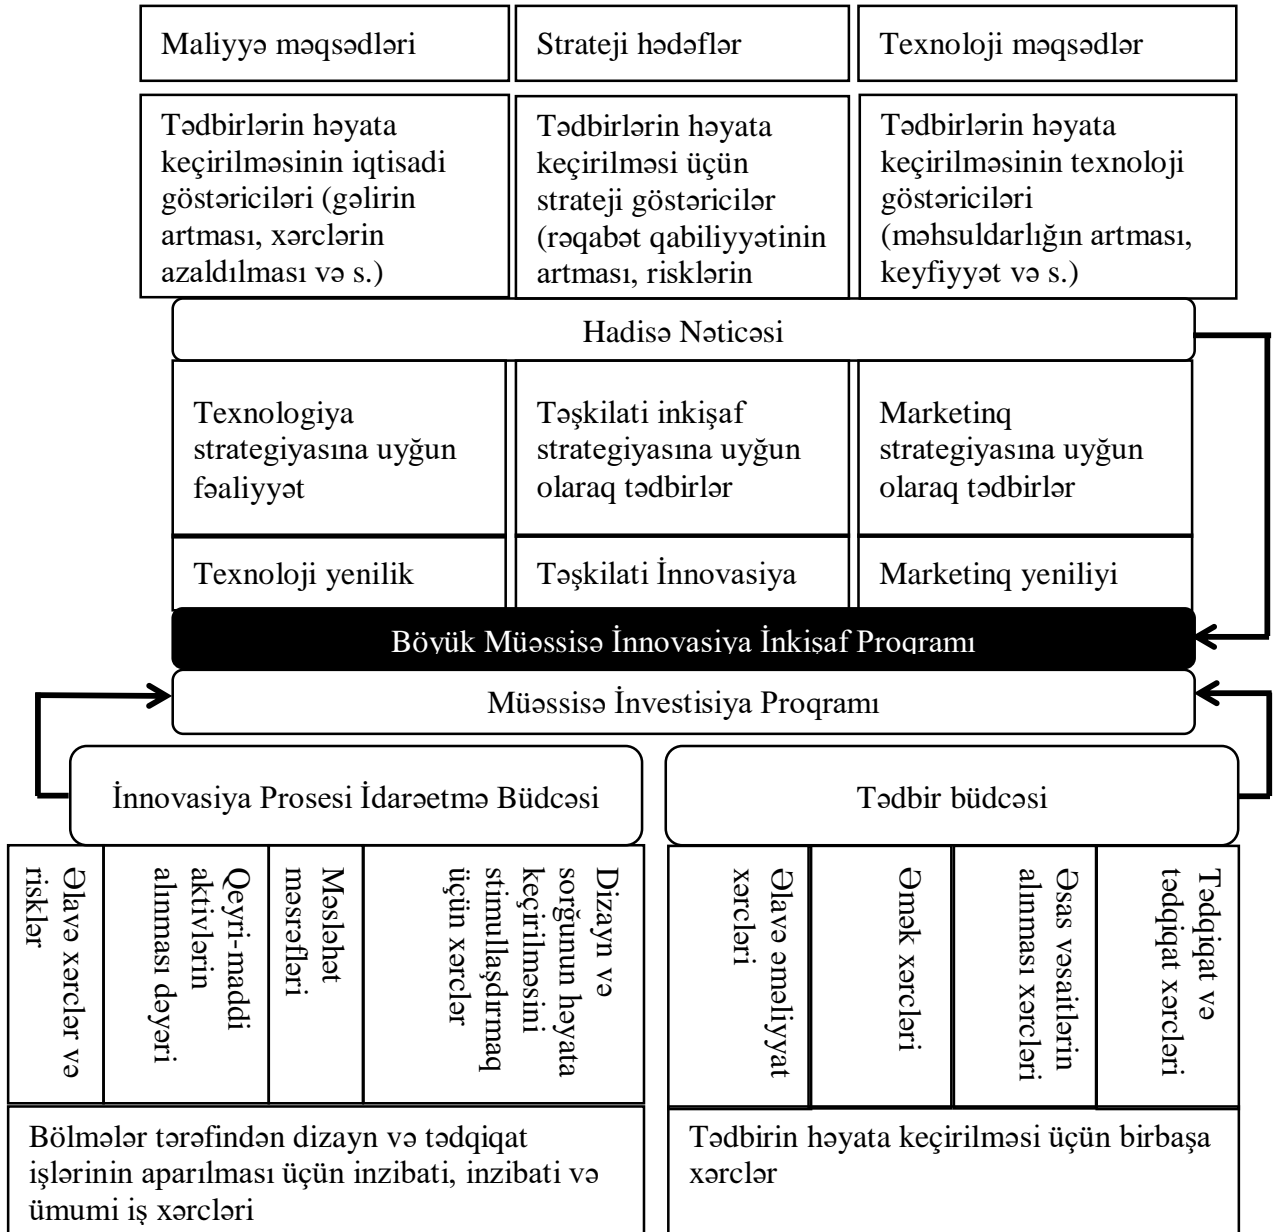 Maliyyə məqsədləri
Strateji hədəflər
Texnoloji məqsədlər
Tədbirlərin həyata
keçirilməsinin iqtisadi
göstəriciləri (gəlirin
artması, xərclərin
azaldılması və s.)
Tədbirlərin həyata
keçirilməsi üçün
strateji göstəricilər
(rəqabət qabiliyyətinin
artması, risklərin
Tədbirlərin həyata
keçirilməsinin texnoloji
göstəriciləri
(məhsuldarlığın artması,
keyfiyyət və s.)
Hadisə Nəticəsi
Texnologiya
strategiyasına uyğun
fəaliyyət
Təşkilati inkişaf
strategiyasına uyğun
olaraq tədbirlər
Marketinq
strategiyasına uyğun
olaraq tədbirlər
Texnoloji yenilik
Təşkilati İnnovasiya
Marketinq yeniliyi
Böyük Müəssisə İnnovasiya İnkişaf Proqramı
Müəssisə İnvestisiya Proqramı
İnnovasiya Prosesi İdarəetmə Büdcəsi
Tədbir büdcəsi
Əlavə xərclər və
risklər
Qeyri-maddi
aktivlərin
alınması dəyəri
Məsləhət
məsrəfləri
Dizayn və
sorğunun həyata
keçirilməsini
stimullaşdırmaq
üçün xərclər
Əlavə əməliyyat
xərcləri
Əmək xərcləri
Əsas vəsaitlərin
alınması xərcləri
Tədqiqat və
tədqiqat xərcləri
Bölmələr tərəfindən dizayn və tədqiqat
işlərinin aparılması üçün inzibati, inzibati və
ümumi iş xərcləri
Tədbirin həyata keçirilməsi üçün birbaşa
xərclər